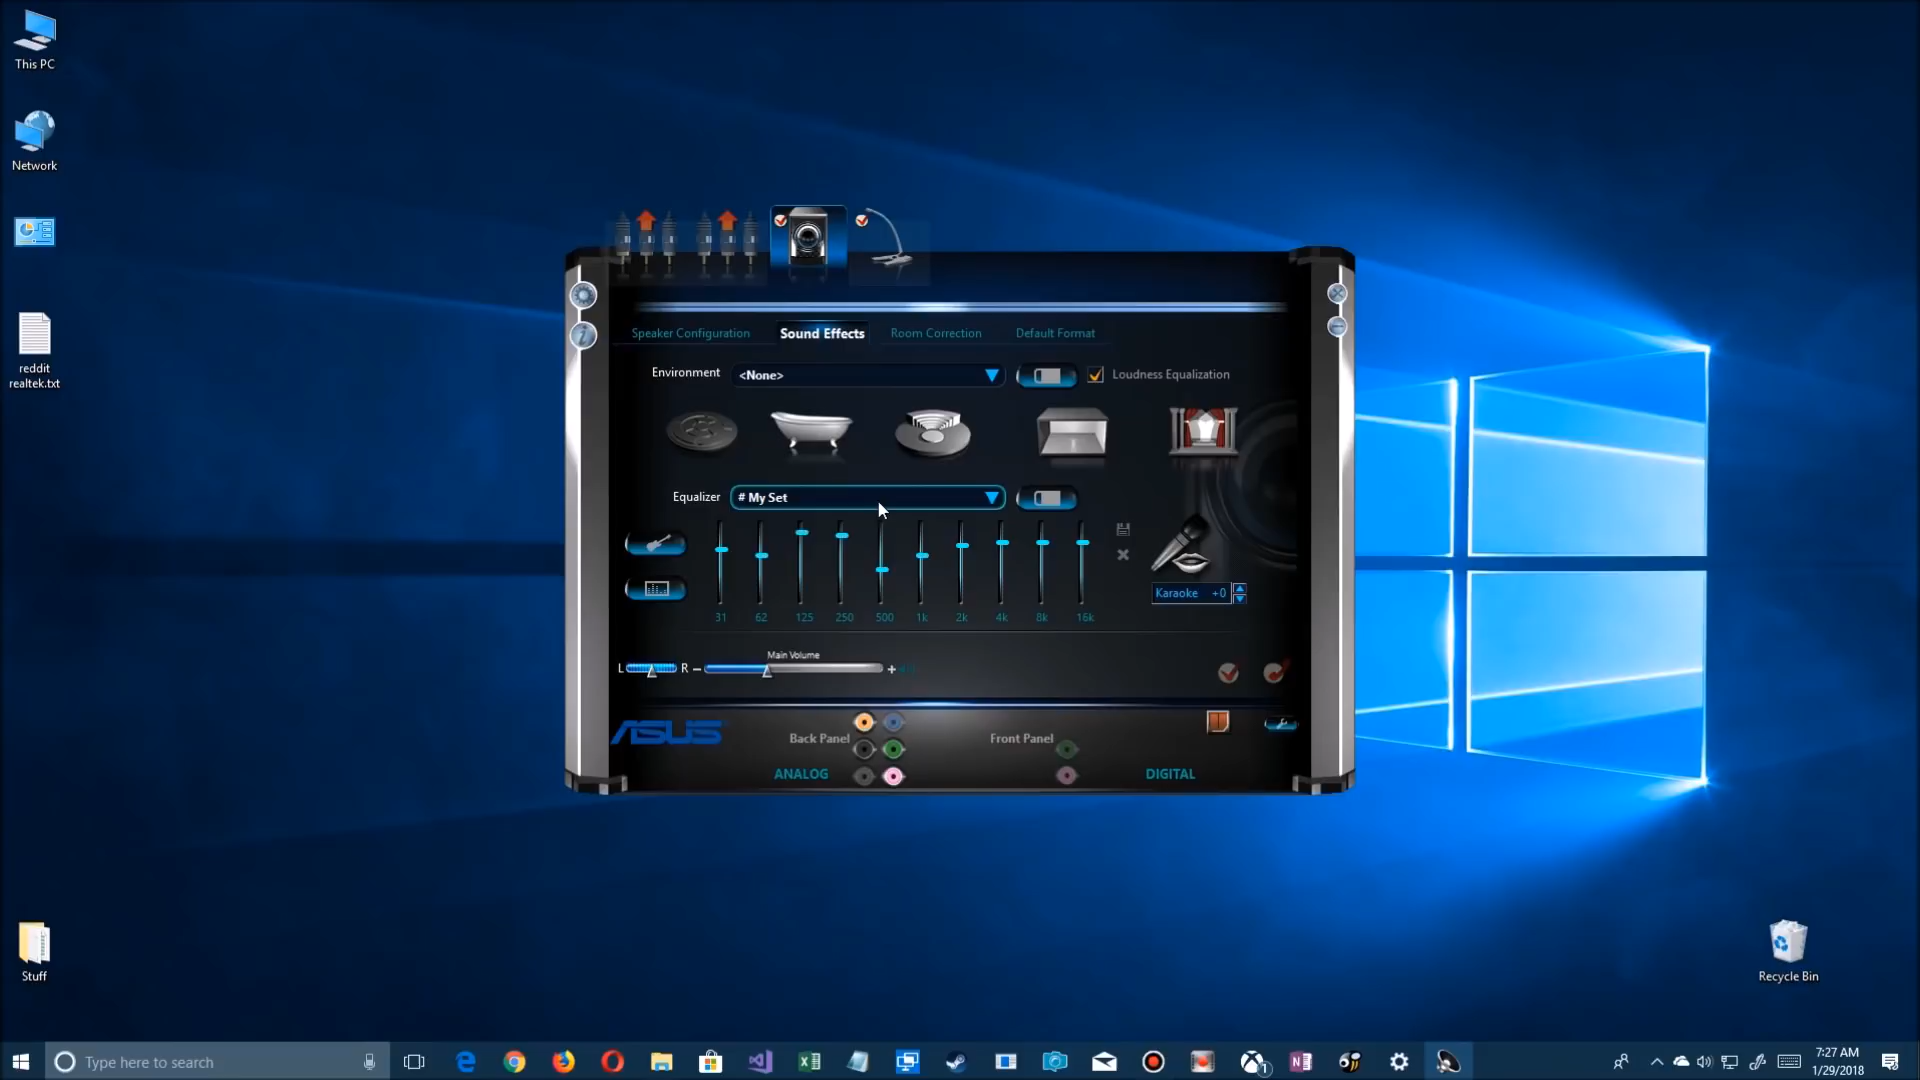 This PC
Network
reddit
realtek.txt
Stuff
Recycle Bin
Speaker Configuration
Sound Effects
Room Correction
Default Format
Environment
<None>
Loudness Equalization
Equalizer
# My Set
31
62
125
250
500
1k
2k
4k
8k
16k
Karaoke +0
Main Volume
L
R
ASUS
Back Panel
Front Panel
ANALOG
DIGITAL
Type here to search
7:27 AM
1/29/2018